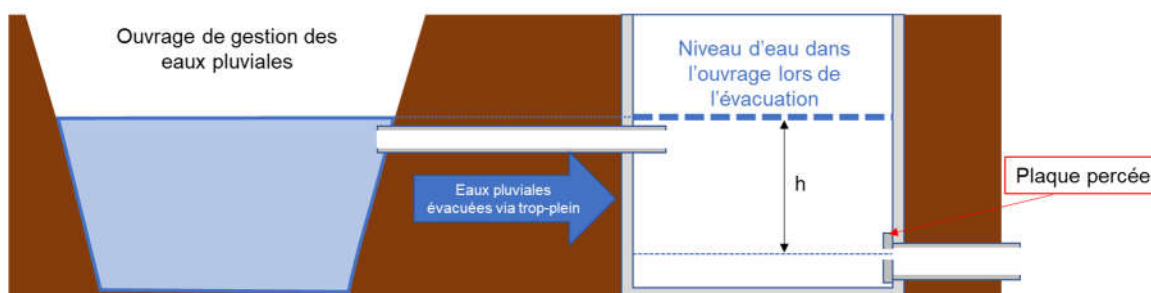 Ouvrage de gestion des
eaux pluviales
Niveau d'eau dans
l'ouvrage lors de
l'évacuation
Eaux pluviales
évacuées via trop-plein
h
Plaque percée